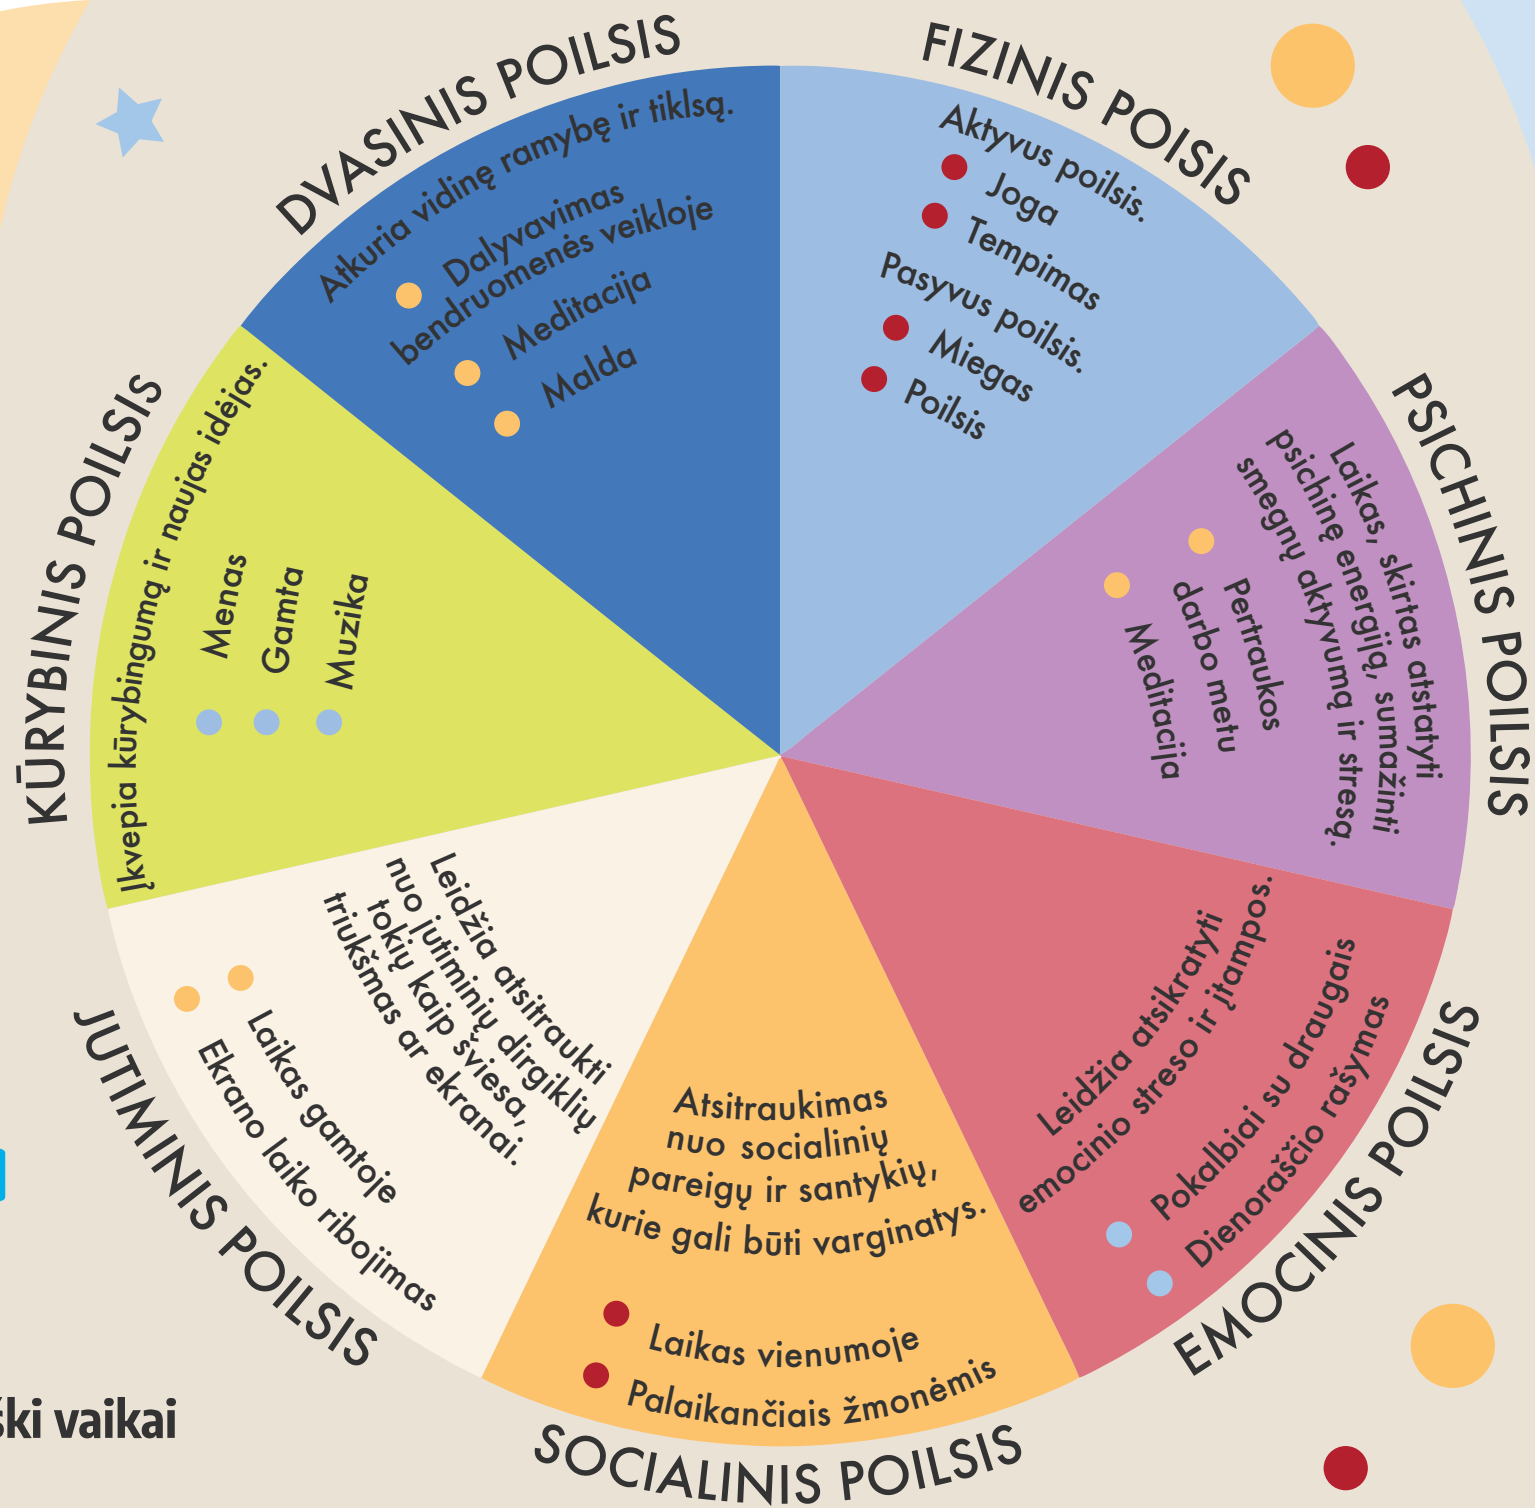 DVASINIS POILSIS
Atkuria vidinę ramybę ir tiklsą.
Dalyvavimas
bendruomenės veikloje
Meditacija
Malda
FIZINIS POISIS
Aktyvus poilsis.
Joga
Tempimas
Pasyvus poilsis.
Miegas
Poilsis
PSICHINIS POILSIS
Laikas, skirtas atstatyti
psichinę energiją, sumažinti
smegnų aktyvumą ir stresą.
Pertraukos
darbo metu
Meditacija
EMOCINIS POILSIS
Leidžia atsikratyti
emocinio streso ir įtampos.
Pokalbiai su draugais
Dienoraščio rašymas
SOCIALINIS POILSIS
Atsitraukimas
nuo socialinių
pareigų ir santykių,
kurie gali būti varginatys.
Laikas vienumoje
Palaikančiais žmonėmis
JUTIMINIS POILSIS
Leidžia atsitraukti
nuo jutiminių dirgiklių
tokių kaip šviesa,
triukšmas ar ekranai.
Laikas gamtoje
Ekrano laiko ribojimas
KŪRYBINIS POILSIS
Įkvepia kūrybingumą ir naujas idėjas.
Menas
Gamta
Muzika
ški vaikai